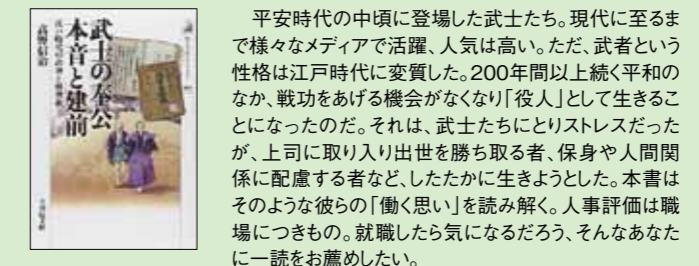 武士の奉公
本音と建前
高野信治
平安時代の中頃に登場した武士たち。現代に至るま
で様々なメディアで活躍、人気は高い。ただ、武者という
性格は江戸時代に変質した。200年間以上続く平和の
なか、戦功をあげる機会がなくなり「役人」として生きるこ
とになったのだ。それは、武士たちにとりストレスだった
が、上司に取り入り出世を勝ち取る者、保身や人間関
係に配慮する者など、したたかに生きようとした。本書は
そのような彼らの「働く思い」を読み解く。人事評価は職
場につきもの。就職したら気になるだろう、そんなあなた
に一読をお薦めしたい。